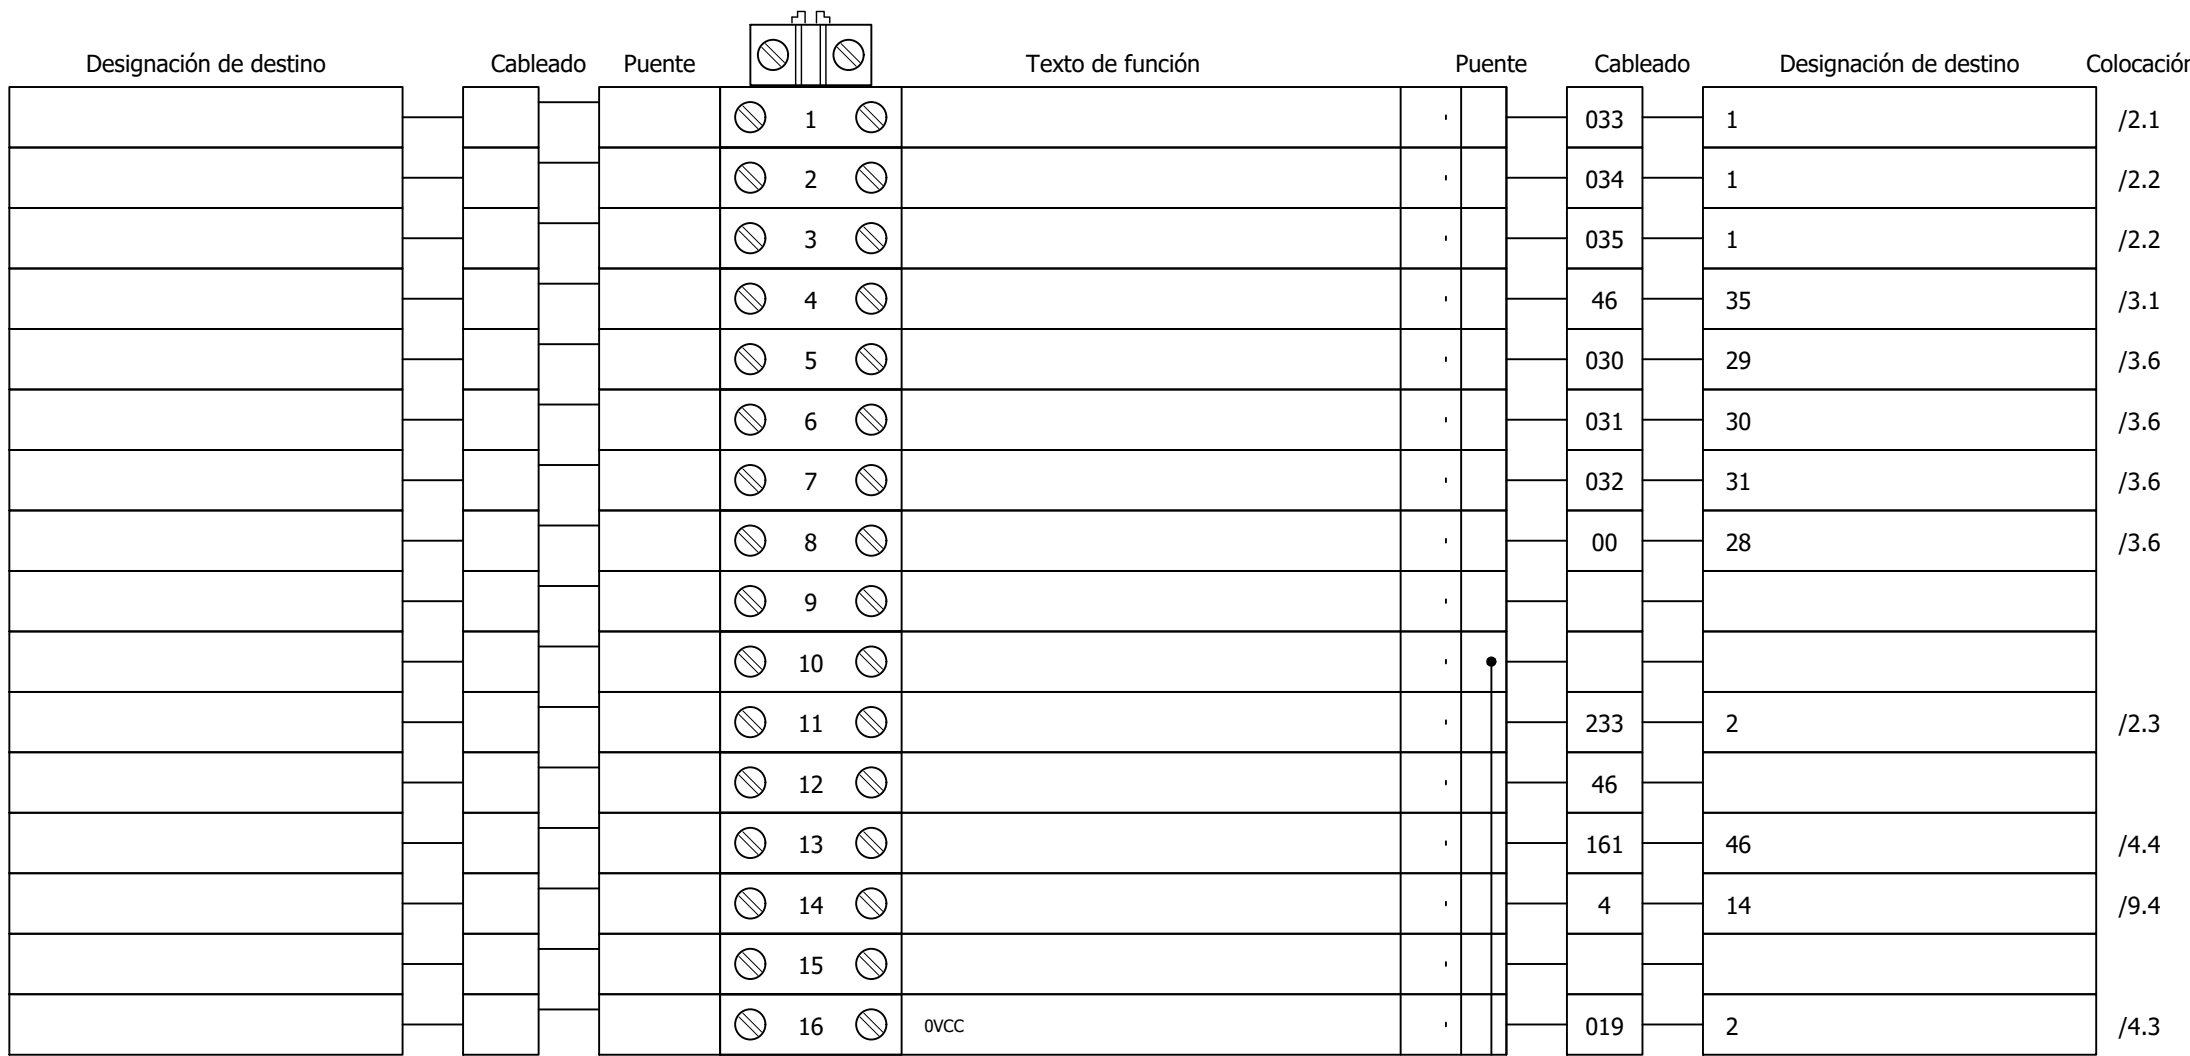 Designación de destino Cableado Puente Texto de función Puente Cableado Designación de destino Colocación
1 033 1 /2.1
2 034 1 /2.2
3 035 1 /2.2
4 46 35 /3.1
5 030 29 /3.6
6 031 30 /3.6
7 032 31 /3.6
8 00 28 /3.6
9
10
11 233 2 /2.3
12 46
13 161 46 /4.4
14 4 14 /9.4
15
16 0VCC 019 2 /4.3